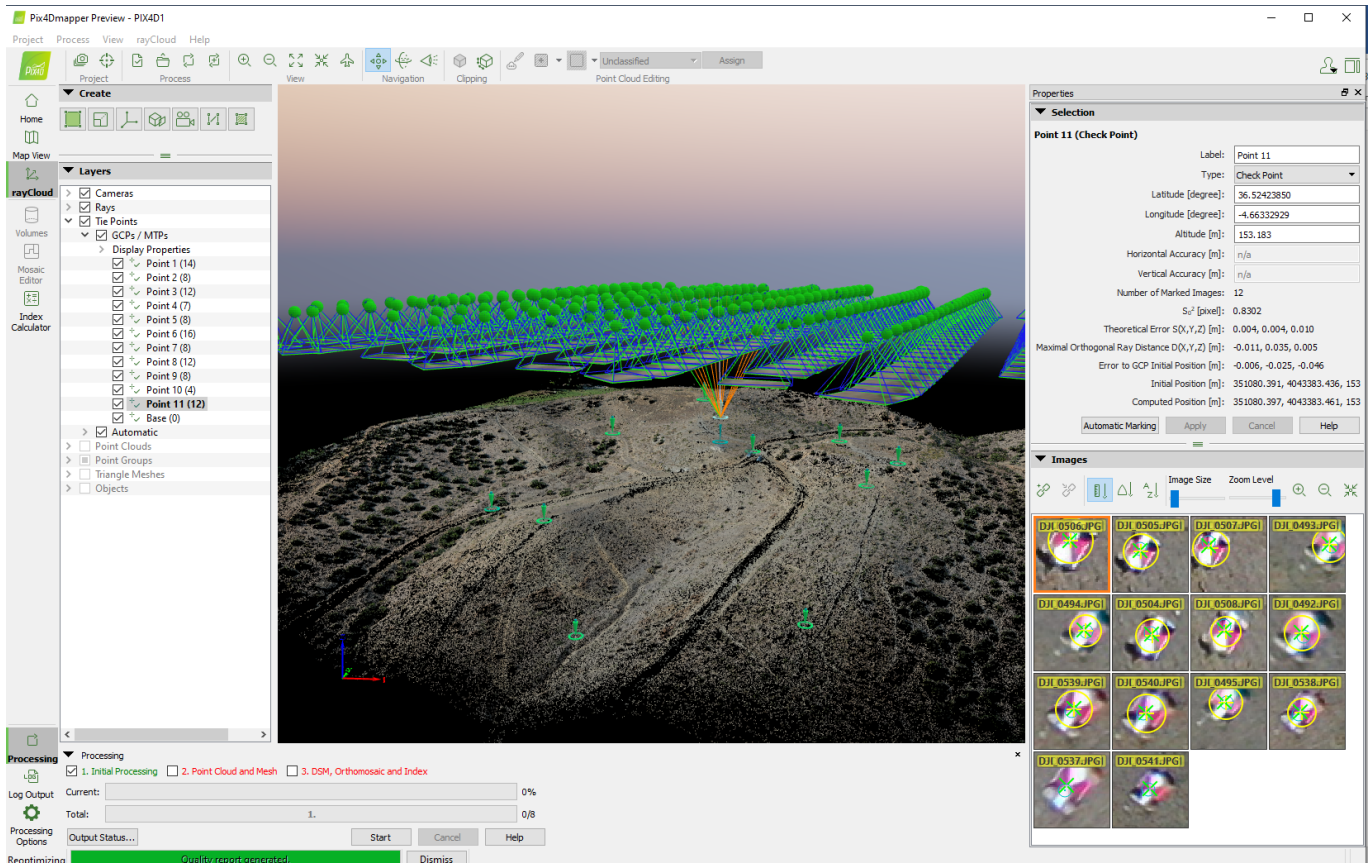 Pix4Dmapper Preview - PIX4D1
Project Process View rayCloud Help
Pix4D
Project Process View Navigation Clipping Point Cloud Editing
Unclassified Assign
Home
Map View
rayCloud
Volumes
Mosaic
Editor
Index
Calculator
Create
Layers
Cameras
Rays
Tie Points
GCPs / MTPs
Display Properties
Point 1 (14)
Point 2 (8)
Point 3 (12)
Point 4 (7)
Point 5 (8)
Point 6 (16)
Point 7 (8)
Point 8 (12)
Point 9 (8)
Point 10 (4)
Point 11 (12)
Base (0)
Automatic
Point Clouds
Point Groups
Triangle Meshes
Objects
Properties
Selection
Point 11 (Check Point)
Label: Point 11
Type: Check Point
Latitude [degree]: 36.52423850
Longitude [degree]: -4.66332929
Altitude [m]: 153.183
Horizontal Accuracy [m]: n/a
Vertical Accuracy [m]: n/a
Number of Marked Images: 12
S₀² [pixel]: 0.8302
Theoretical Error S(X,Y,Z) [m]: 0.004, 0.004, 0.010
Maximal Orthogonal Ray Distance D(X,Y,Z) [m]: -0.011, 0.035, 0.005
Error to GCP Initial Position [m]: -0.006, -0.025, -0.046
Initial Position [m]: 351080.391, 4043383.436, 153
Computed Position [m]: 351080.397, 4043383.461, 153
Automatic Marking Apply Cancel Help
Images
Image Size Zoom Level
DJI_0506.JPG DJI_0505.JPG DJI_0507.JPG DJI_0493.JPG
DJI_0494.JPG DJI_0504.JPG DJI_0508.JPG DJI_0492.JPG
DJI_0539.JPG DJI_0540.JPG DJI_0495.JPG DJI_0538.JPG
DJI_0537.JPG DJI_0541.JPG
Processing
Log Output
Processing
Options
Processing
1. Initial Processing 2. Point Cloud and Mesh 3. DSM, Orthomosaic and Index
Current: 0%
Total: 1. 0/8
Output Status... Start Cancel Help
Reoptimizing Quality report generated. Dismiss